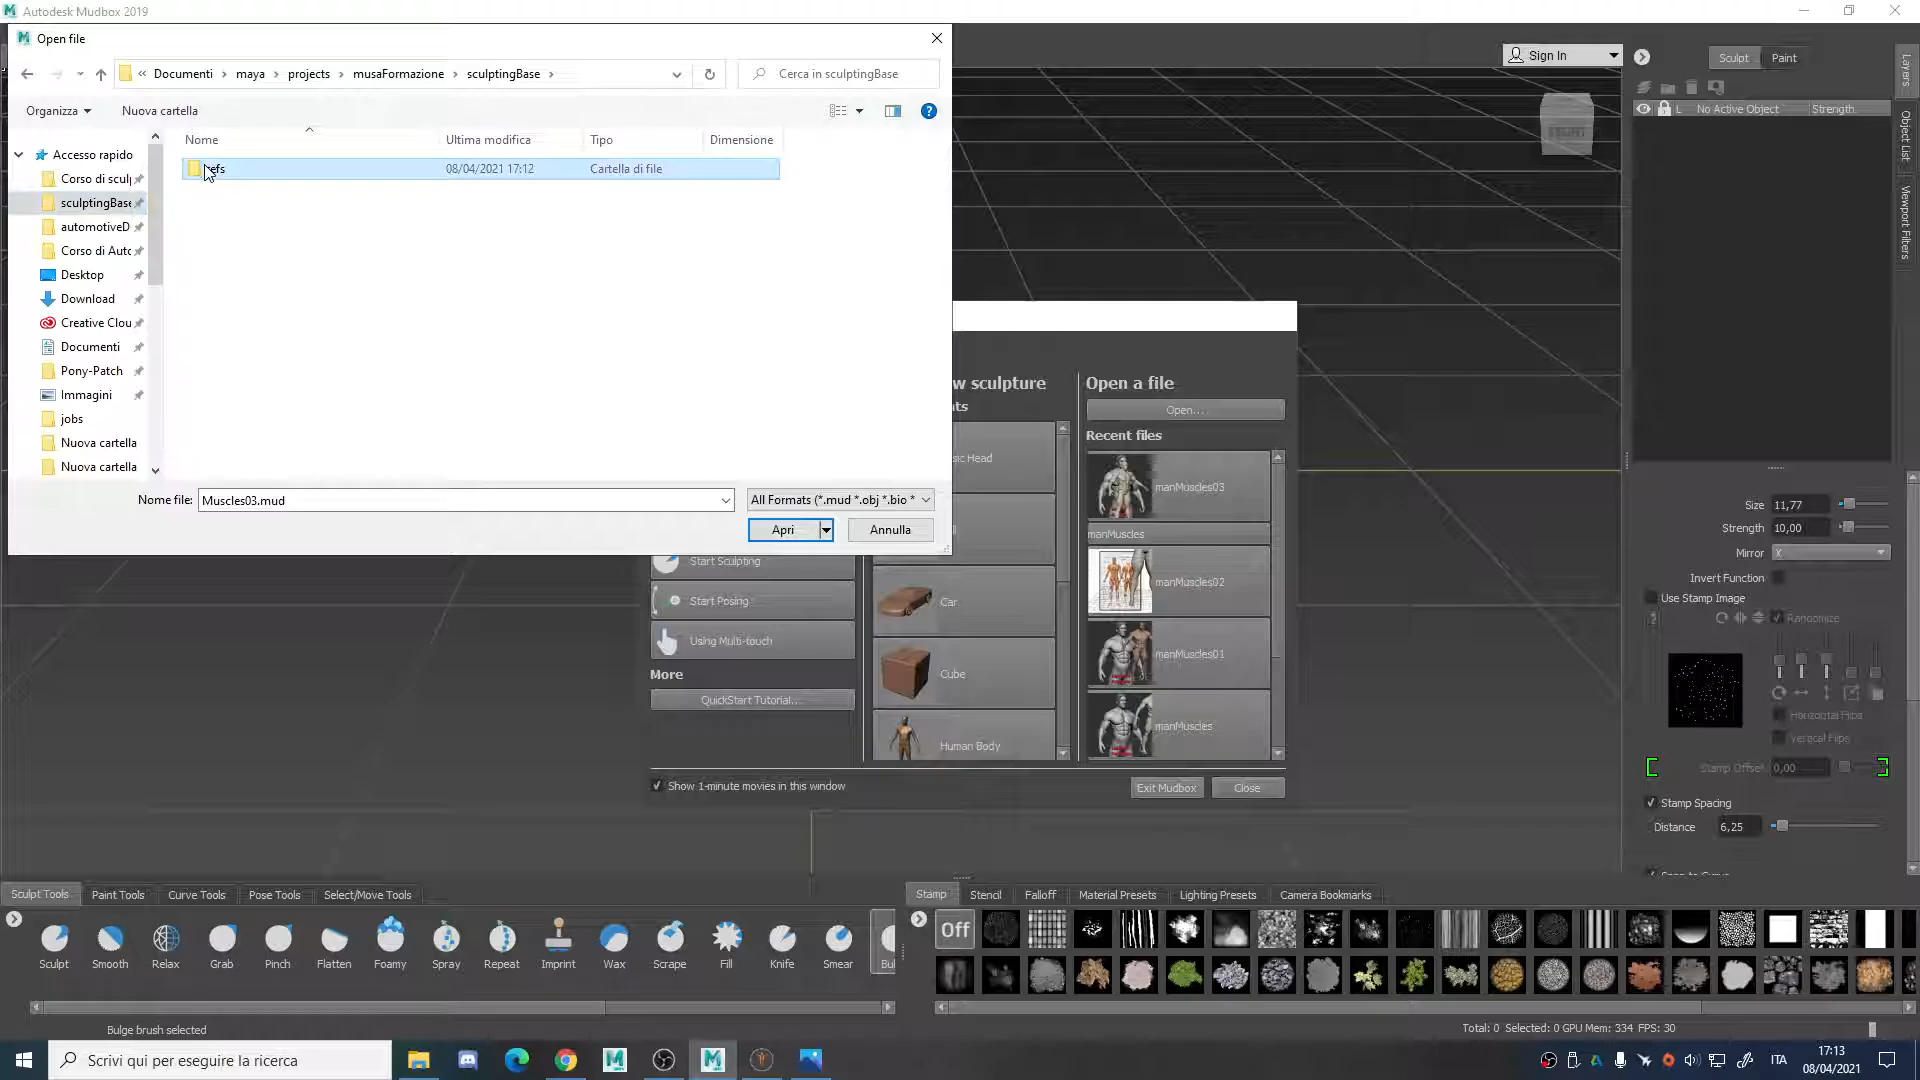 Autodesk Mudbox 2019
Open file
« Documenti > maya > projects > musaFormazione > sculptingBase >
Cerca in sculptingBase
Organizza
Nuova cartella
Nome
Ultima modifica
Tipo
Dimensione
Accesso rapido
Corso di scul
sculptingBase
automotiveD
Corso di Auto
Desktop
Download
Creative Clou
Documenti
Pony-Patch
Immagini
jobs
Nuova cartella
Nuova cartella
efs
08/04/2021 17:12
Cartella di file
Nome file:
Muscles03.mud
All Formats (*.mud *.obj *.bio *
Apri
Annulla
Sign In
Sculpt
Paint
L
No Active Object
Strength
Layers
Object List
Viewport Filters
w sculpture
Open a file
Open...
Recent files
sic Head
manMuscles03
manMuscles
manMuscles02
manMuscles01
manMuscles
Car
Cube
Human Body
Start Sculpting
Start Posing
Using Multi-touch
More
QuickStart Tutorial...
Show 1-minute movies in this window
Exit Mudbox
Close
Size 11,77
Strength 10,00
Mirror X
Invert Function
Use Stamp Image
Randomize
Horizontal Flips
Vertical Flips
Stamp Offset 0,00
Stamp Spacing
Distance 6,25
Sculpt Tools
Paint Tools
Curve Tools
Pose Tools
Select/Move Tools
Sculpt
Smooth
Relax
Grab
Pinch
Flatten
Foamy
Spray
Repeat
Imprint
Wax
Scrape
Fill
Knife
Smear
Bul
Stamp
Stencil
Falloff
Material Presets
Lighting Presets
Camera Bookmarks
Off
Bulge brush selected
Total: 0 Selected: 0 GPU Mem: 334 FPS: 30
Scrivi qui per eseguire la ricerca
ITA
17:13
08/04/2021